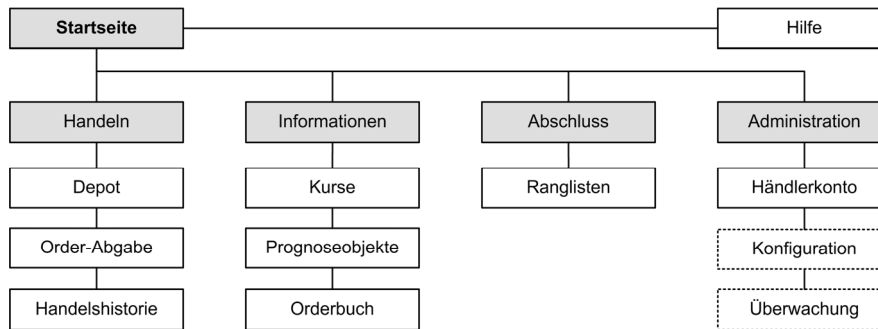 Startseite
Hilfe
Handeln
Informationen
Abschluss
Administration
Depot
Kurse
Ranglisten
Händlerkonto
Order-Abgabe
Prognoseobjekte
Konfiguration
Handelshistorie
Orderbuch
Überwachung